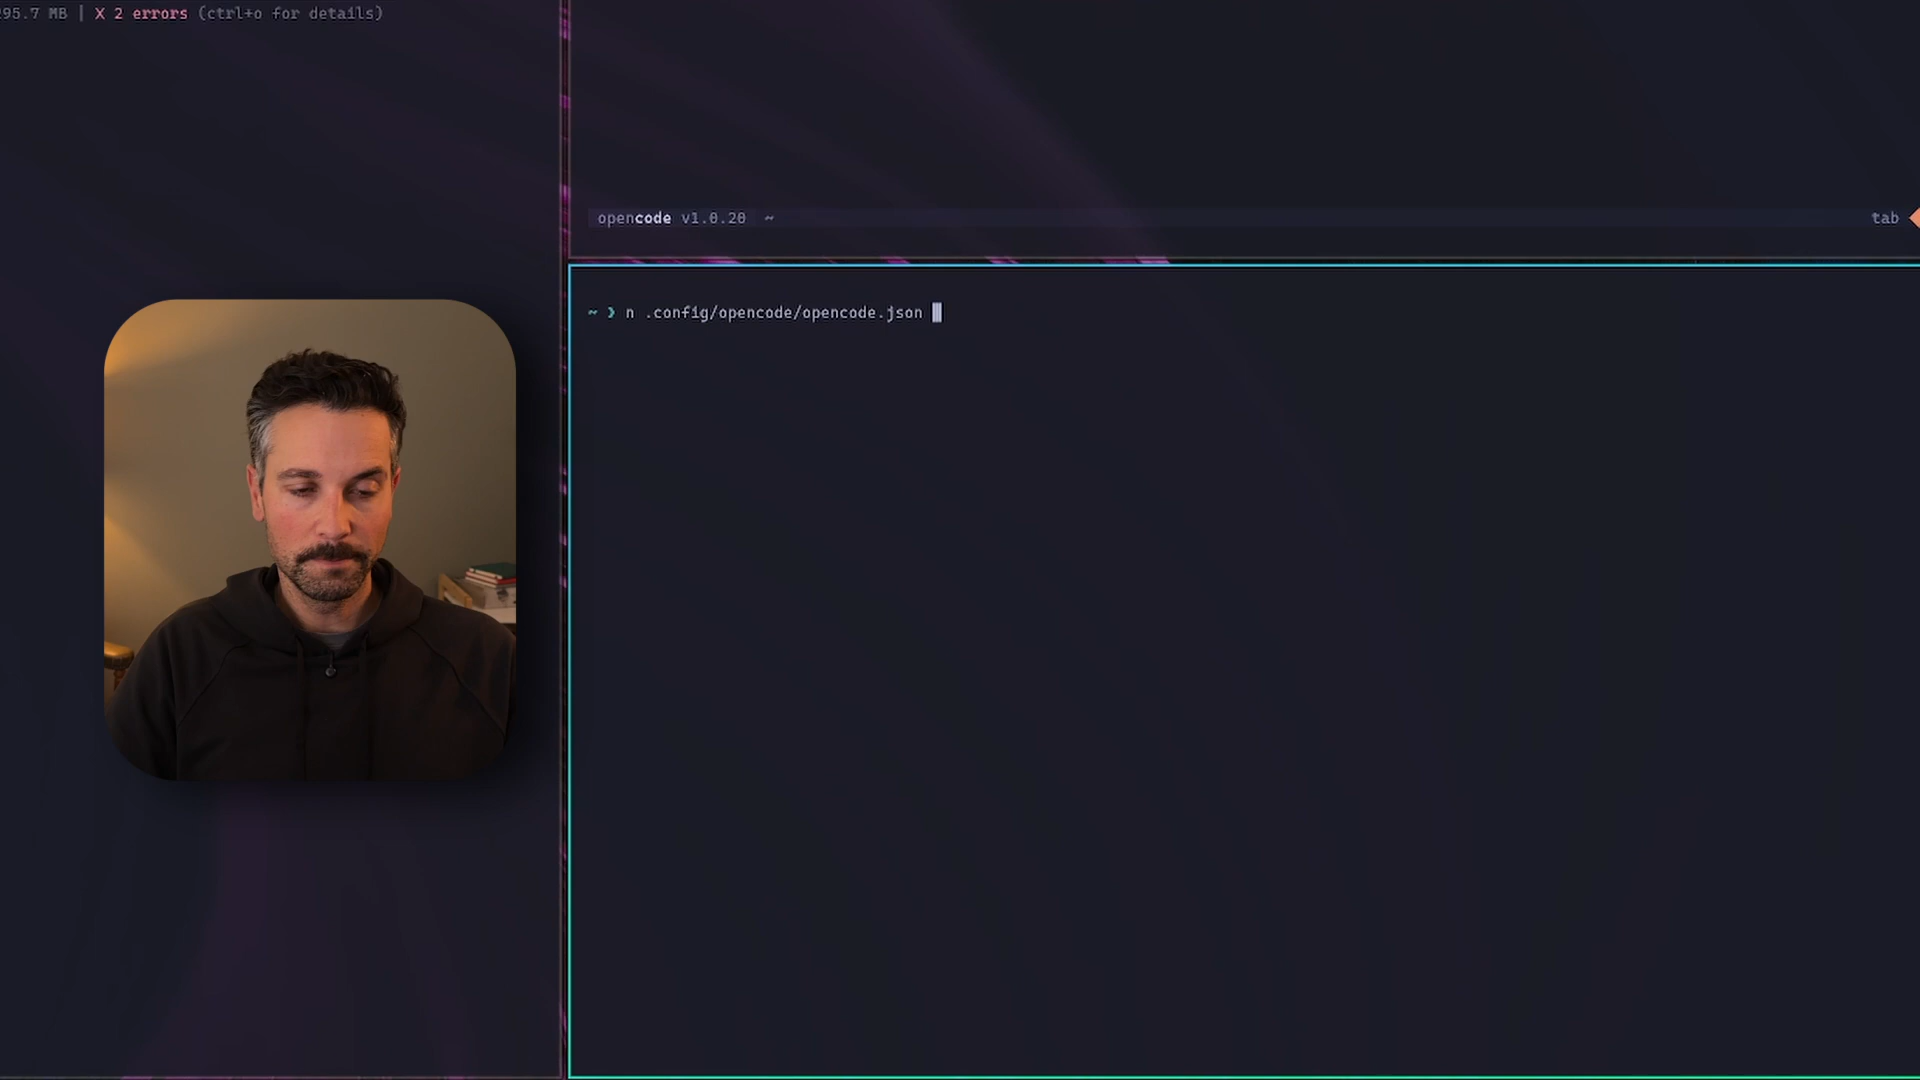 95.7 MB | X 2 errors (ctrl+o for details)
opencode v1.0.20 ~ tab
~ ❯ n .config/opencode/opencode.json